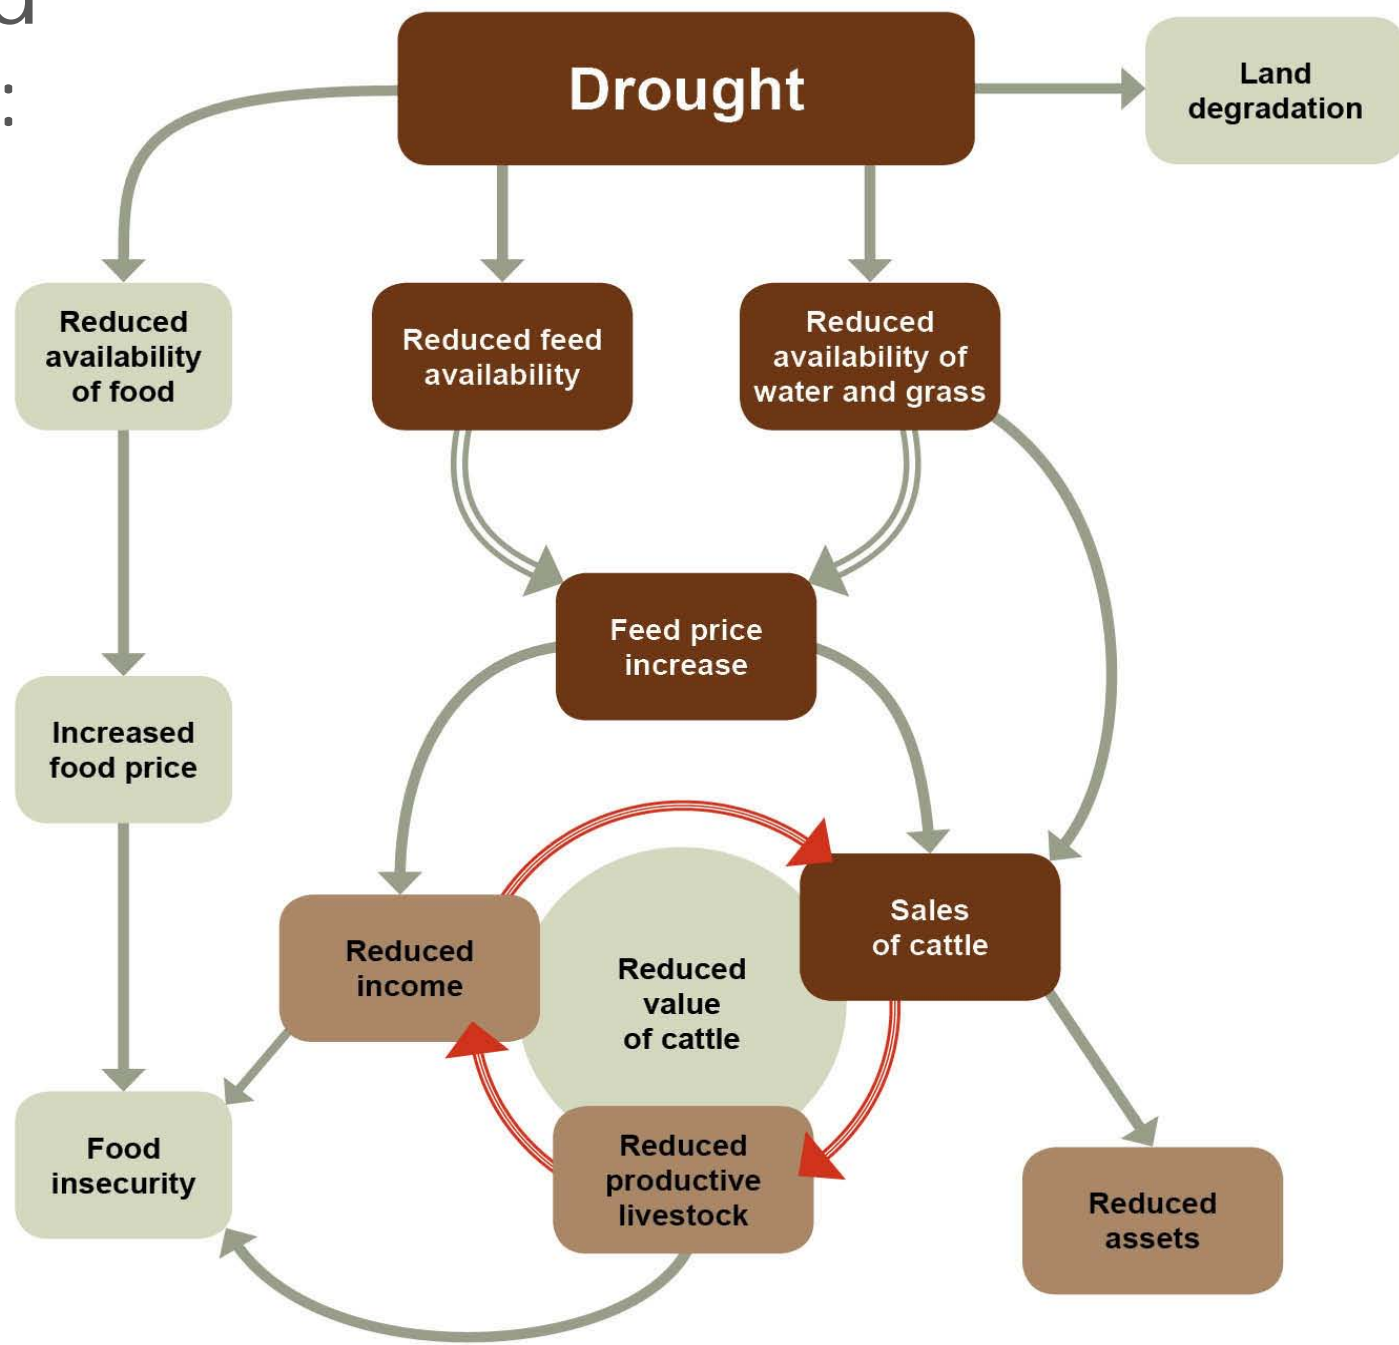 :
Drought
Land
degradation
Reduced
availability
of food
Reduced feed
availability
Reduced
availability of
water and grass
Feed price
increase
Increased
food price
Reduced
income
Reduced
value
of cattle
Sales
of cattle
Food
insecurity
Reduced
productive
livestock
Reduced
assets